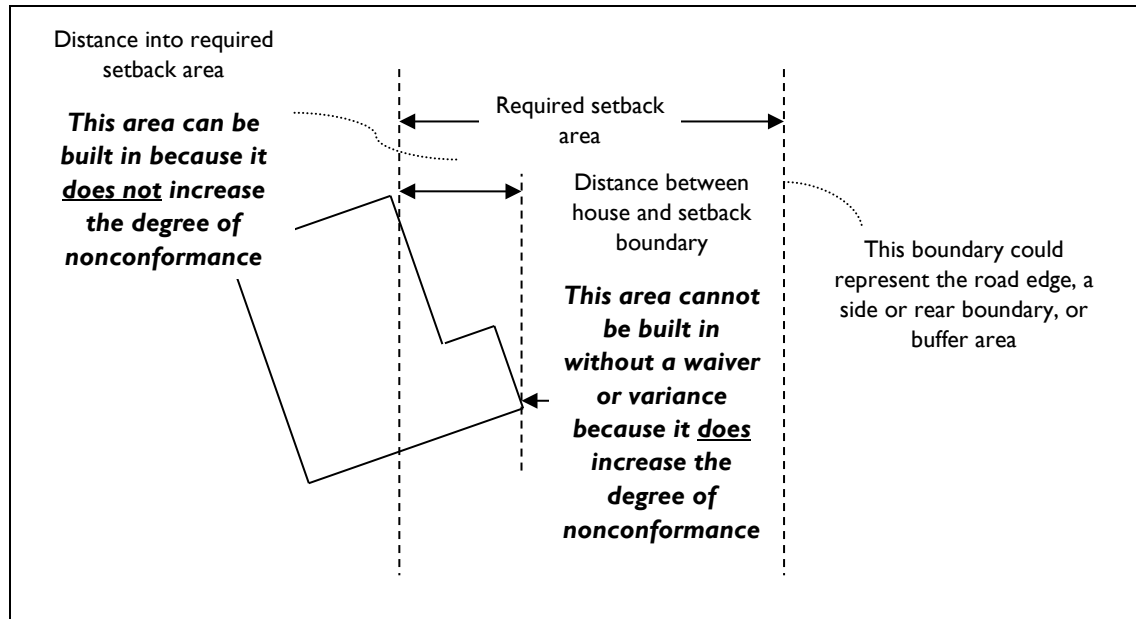 Distance into required
setback area
This area can be
built in because it
does not increase
the degree of
nonconformance
Required setback
area
Distance between
house and setback
boundary
This area cannot
be built in
without a waiver
or variance
because it does
increase the
degree of
nonconformance
This boundary could
represent the road edge, a
side or rear boundary, or
buffer area